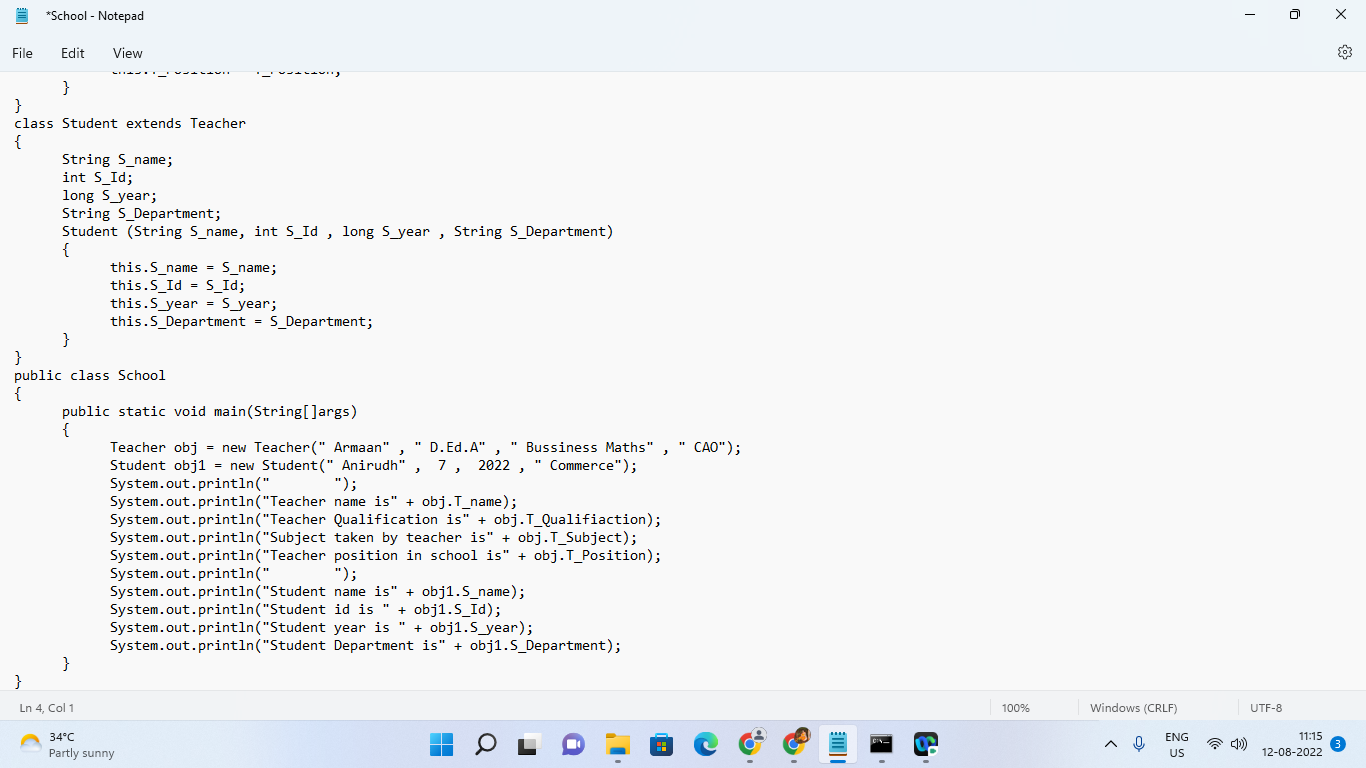 *School - Notepad
File Edit View
}
}
class Student extends Teacher
{
String S_name;
int S_Id;
long S_year;
String S_Department;
Student (String S_name, int S_Id , long S_year , String S_Department)
{
this.S_name = S_name;
this.S_Id = S_Id;
this.S_year = S_year;
this.S_Department = S_Department;
}
}
public class School
{
public static void main(String[]args)
{
Teacher obj = new Teacher(" Armaan" , " D.Ed.A" , " Bussiness Maths" , " CAO");
Student obj1 = new Student(" Anirudh" ,  7 ,  2022 , " Commerce");
System.out.println("        ");
System.out.println("Teacher name is" + obj.T_name);
System.out.println("Teacher Qualification is" + obj.T_Qualifiaction);
System.out.println("Subject taken by teacher is" + obj.T_Subject);
System.out.println("Teacher position in school is" + obj.T_Position);
System.out.println("        ");
System.out.println("Student name is" + obj1.S_name);
System.out.println("Student id is " + obj1.S_Id);
System.out.println("Student year is " + obj1.S_year);
System.out.println("Student Department is" + obj1.S_Department);
}
}
Ln 4, Col 1 100% Windows (CRLF) UTF-8
34°C
Partly sunny
ENG
US
11:15
12-08-2022
3